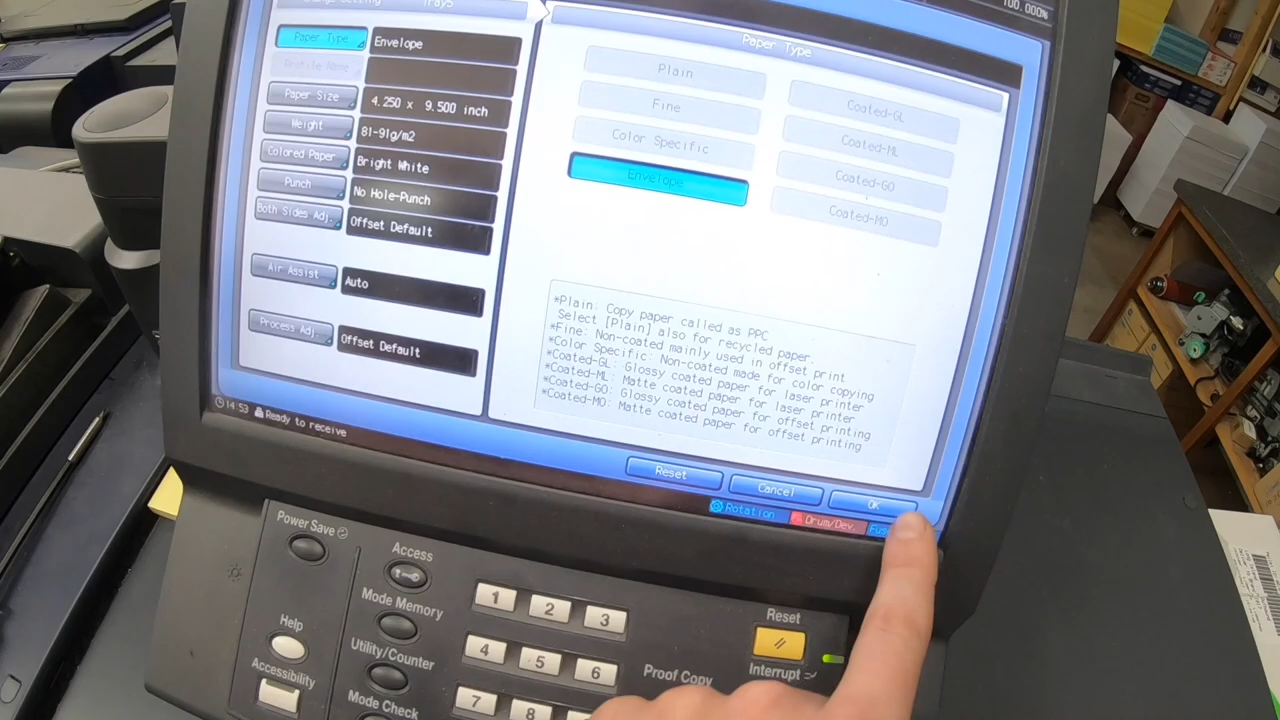 Change Setting Tray5
100.000%
Paper Type
Envelope
Profile Name
Paper Size
4.250 x 9.500 inch
Weight
81-91g/m2
Colored Paper
Bright White
Punch
No Hole-Punch
Both Sides Adj.
Offset Default
Air Assist
Auto
Process Adj.
Offset Default
Paper Type
Plain
Fine
Color Specific
Envelope
Coated-GL
Coated-ML
Coated-GO
Coated-MO
*Plain: Copy paper called as PPC
Select [Plain] also for recycled paper.
*Fine: Non-coated mainly used in offset print
*Color Specific: Non-coated made for color copying
*Coated-GL: Glossy coated paper for laser printer
*Coated-ML: Matte coated paper for laser printer
*Coated-GO: Glossy coated paper for offset printing
*Coated-MO: Matte coated paper for offset printing
14:53 Ready to receive
Reset
Cancel
OK
Rotation
Drum/Dev.
Power Save
Access
Mode Memory
Help
Utility/Counter
Accessibility
Mode Check
1 2 3
4 5 6
7 8
Proof Copy
Reset
Interrupt